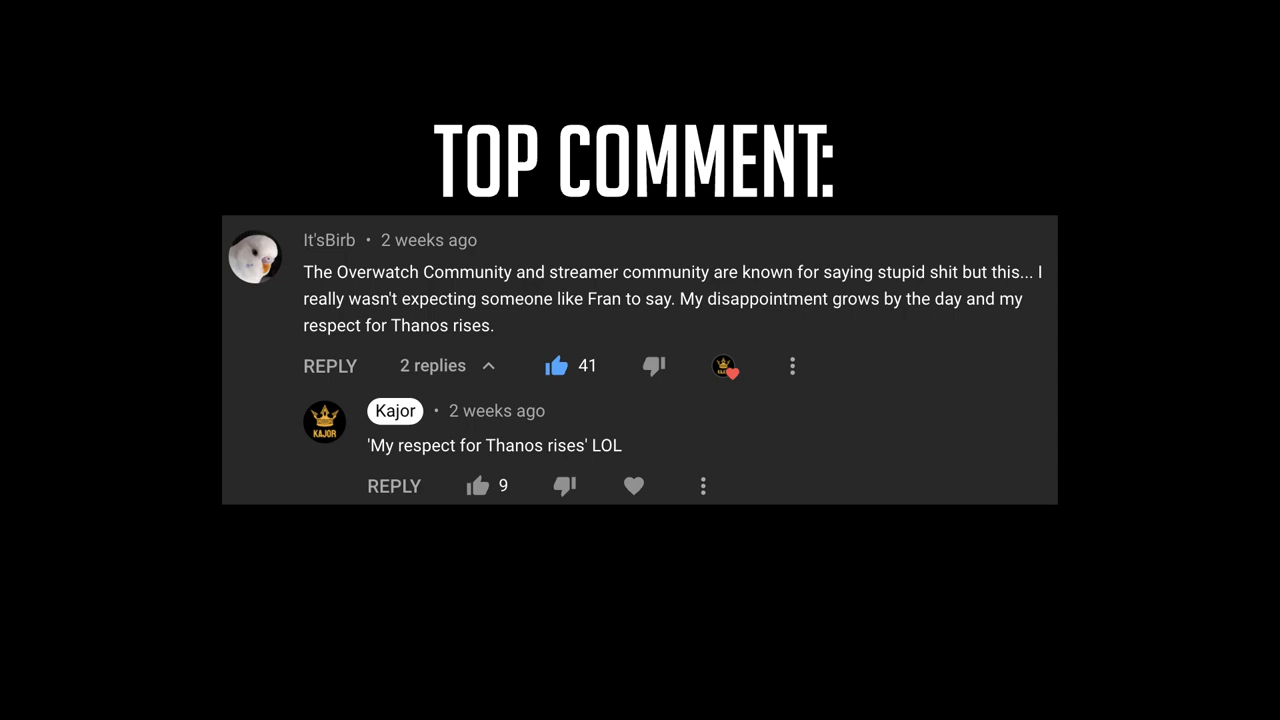 TOP COMMENT:
It'sBirb • 2 weeks ago
The Overwatch Community and streamer community are known for saying stupid shit but this... I
really wasn't expecting someone like Fran to say. My disappointment grows by the day and my
respect for Thanos rises.
REPLY 2 replies 41
KAJOR
Kajor • 2 weeks ago
'My respect for Thanos rises' LOL
REPLY 9